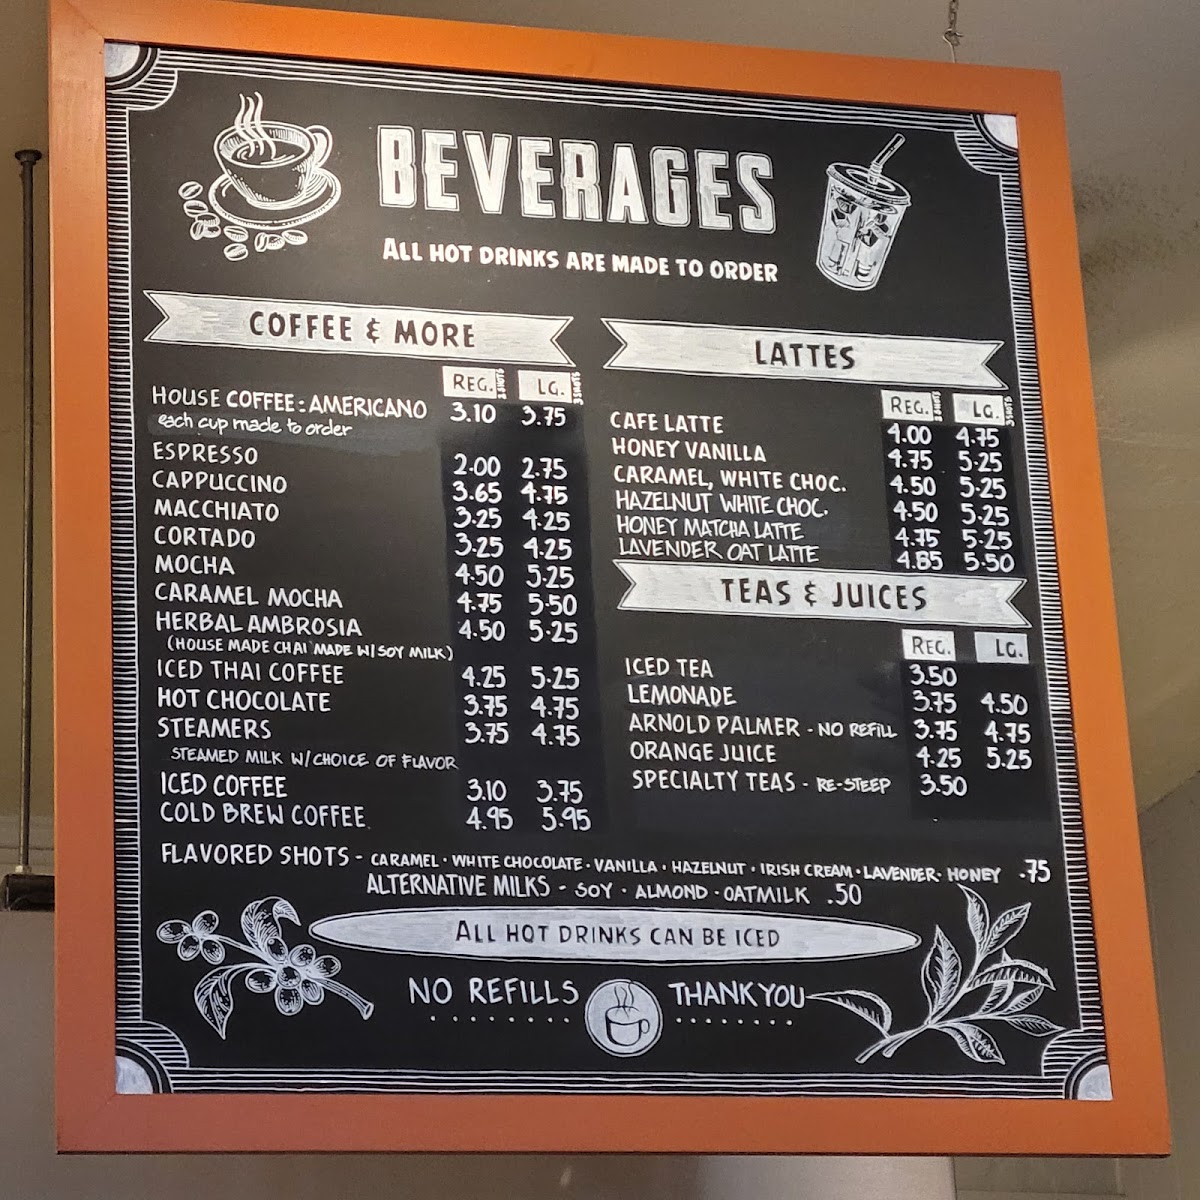 BEVERAGES
ALL HOT DRINKS ARE MADE TO ORDER
COFFEE & MORE
REG. 2 SHOTS LG. 3 SHOTS
HOUSE COFFEE: AMERICANO 3.10 3.75
each cup made to order
ESPRESSO 2.00 2.75
CAPPUCCINO 3.65 4.75
MACCHIATO 3.25 4.25
CORTADO 3.25 4.25
MOCHA 4.50 5.25
CARAMEL MOCHA 4.75 5.50
HERBAL AMBROSIA 4.50 5.25
(HOUSE MADE CHAI MADE W/ SOY MILK)
ICED THAI COFFEE 4.25 5.25
HOT CHOCOLATE 3.75 4.75
STEAMERS 3.75 4.75
STEAMED MILK W/ CHOICE OF FLAVOR
ICED COFFEE 3.10 3.75
COLD BREW COFFEE 4.95 5.95
LATTES
REG. 2 SHOTS LG. 3 SHOTS
CAFE LATTE 4.00 4.75
HONEY VANILLA 4.75 5.25
CARAMEL, WHITE CHOC. 4.50 5.25
HAZELNUT WHITE CHOC. 4.50 5.25
HONEY MATCHA LATTE 4.75 5.25
LAVENDER OAT LATTE 4.85 5.50
TEAS & JUICES
REG. LG.
ICED TEA 3.50
LEMONADE 3.75 4.50
ARNOLD PALMER - NO REFILL 3.75 4.75
ORANGE JUICE 4.25 5.25
SPECIALTY TEAS - RE-STEEP 3.50
FLAVORED SHOTS - CARAMEL · WHITE CHOCOLATE · VANILLA · HAZELNUT · IRISH CREAM · LAVENDER · HONEY .75
ALTERNATIVE MILKS - SOY · ALMOND · OATMILK .50
ALL HOT DRINKS CAN BE ICED
NO REFILLS THANK YOU